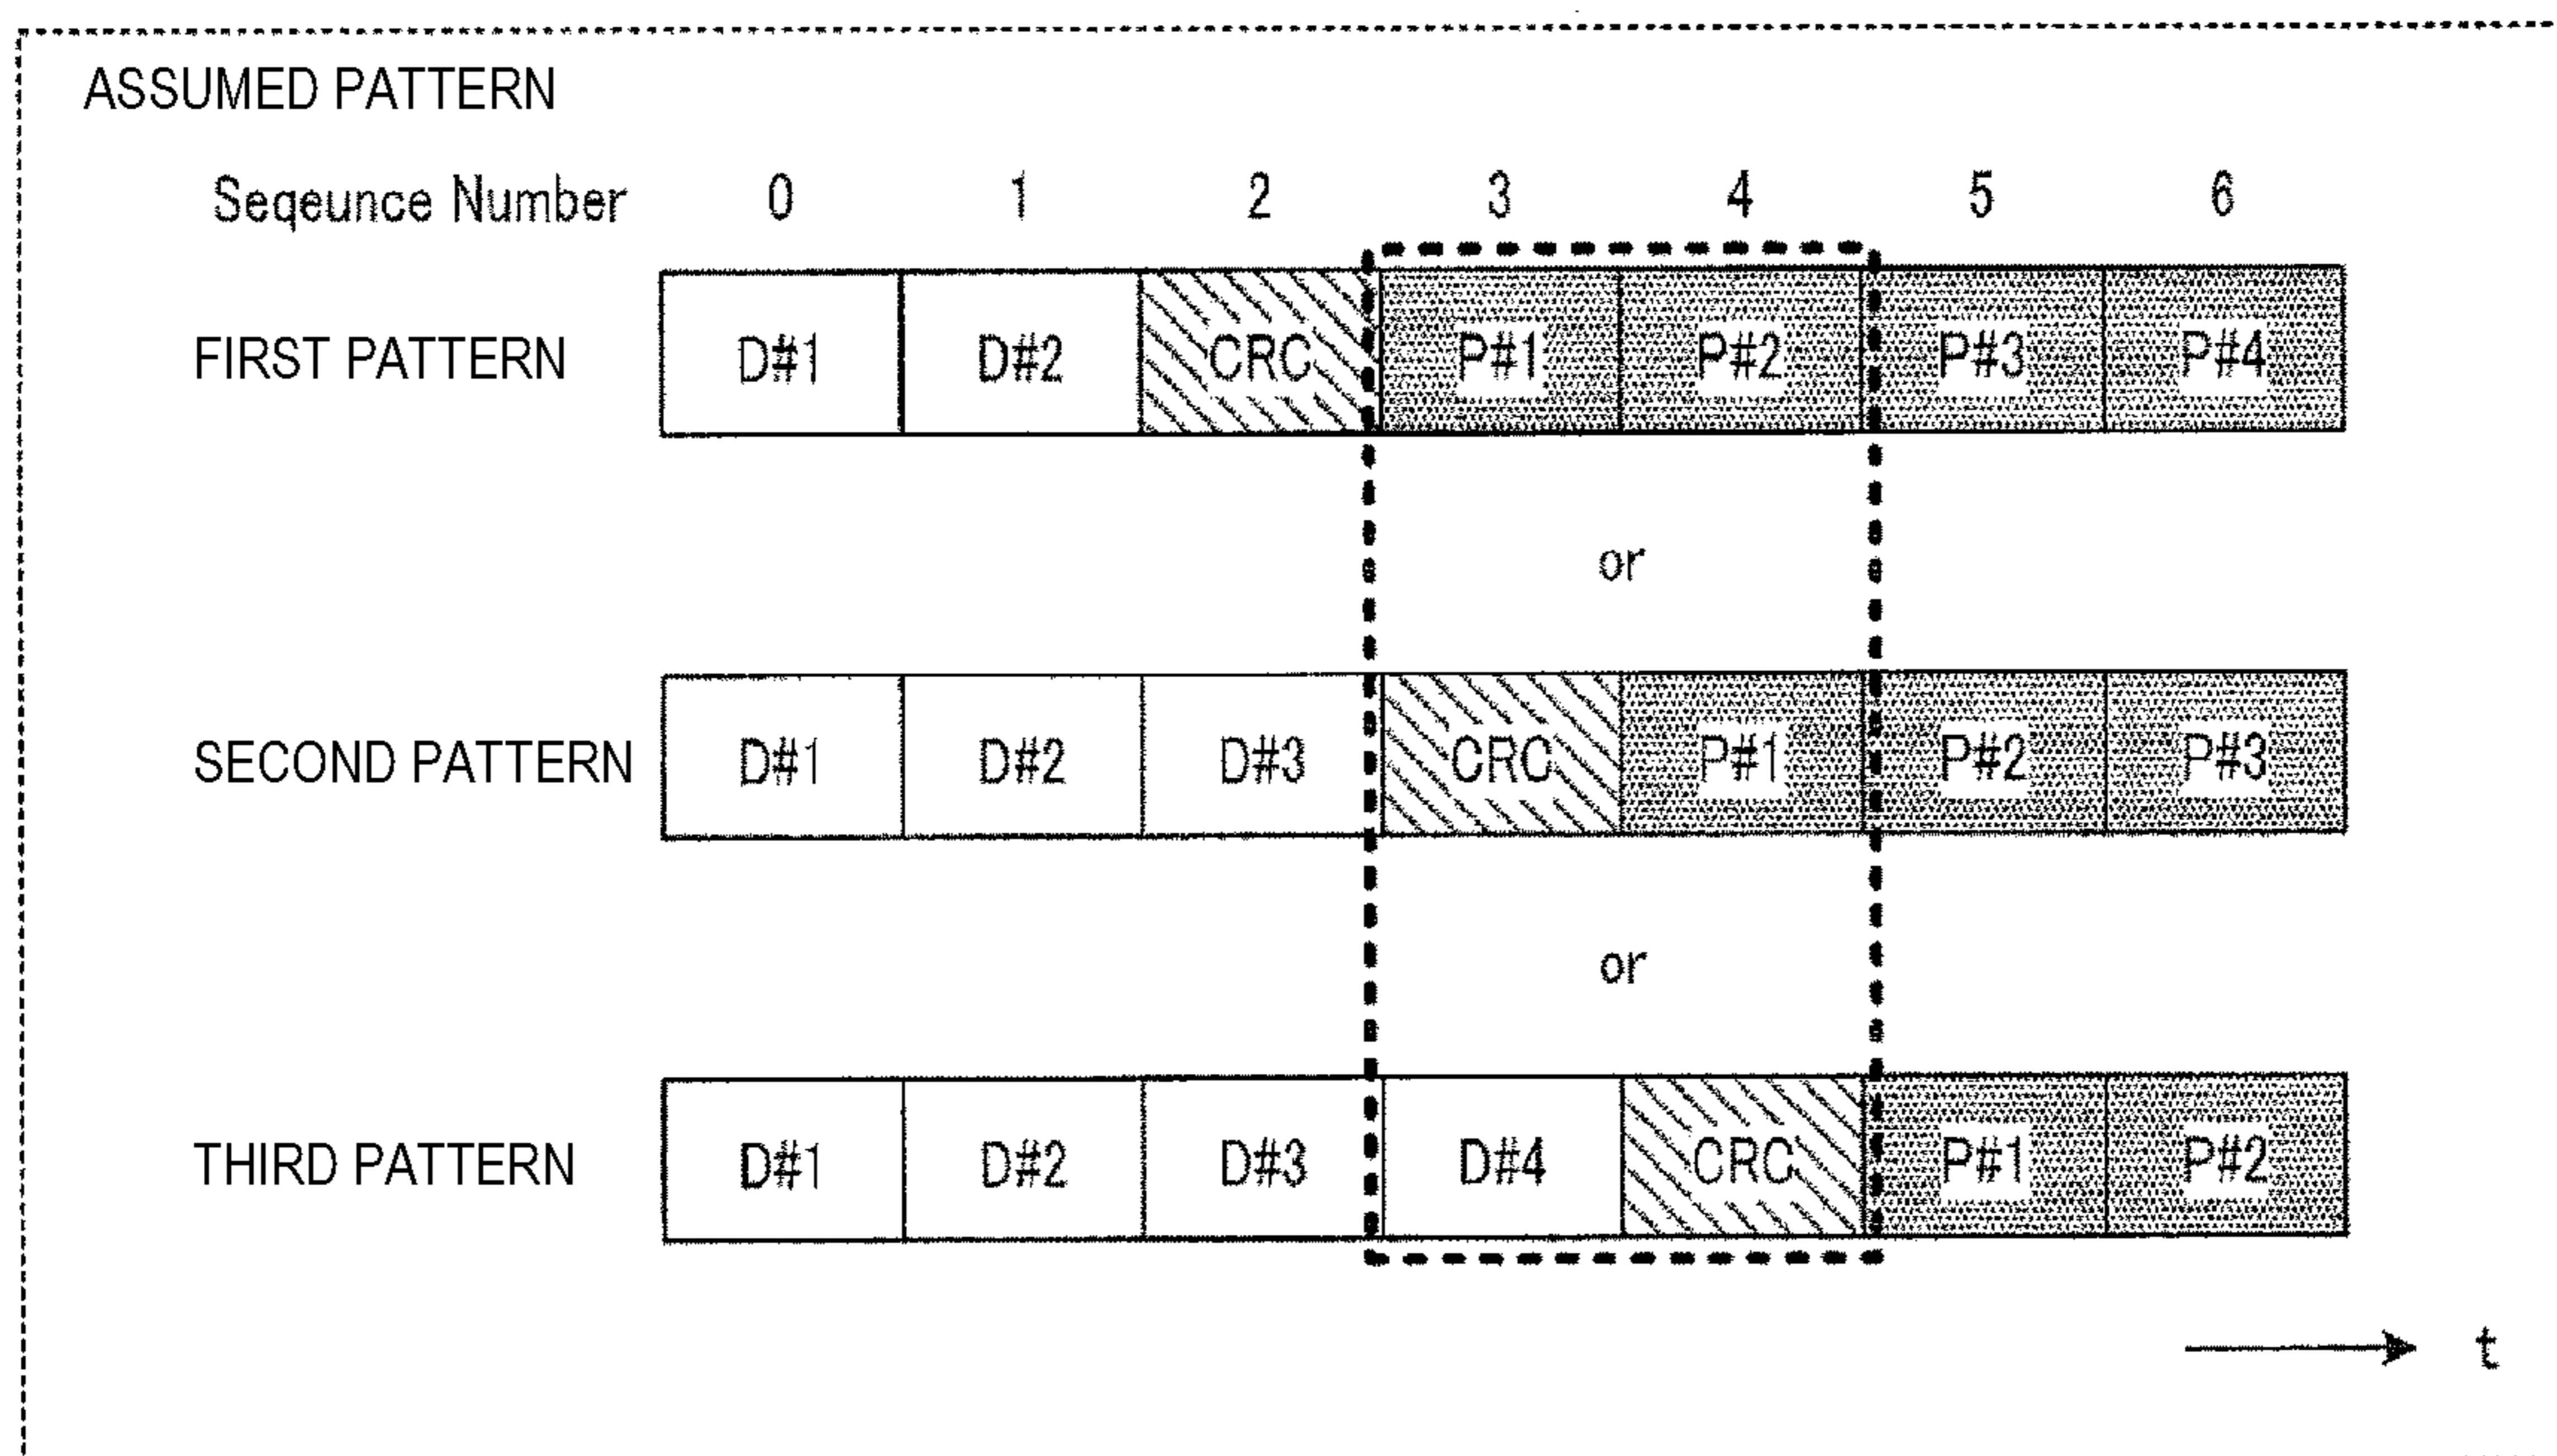 ASSUMED PATTERN
Seqeunce Number 0 1 2 3 4 5 6
FIRST PATTERN D#1 D#2 CRC P#1 P#2 P#3 P#4
or
SECOND PATTERN D#1 D#2 D#3 CRC P#1 P#2 P#3
or
THIRD PATTERN D#1 D#2 D#3 D#4 CRC P#1 P#2
t